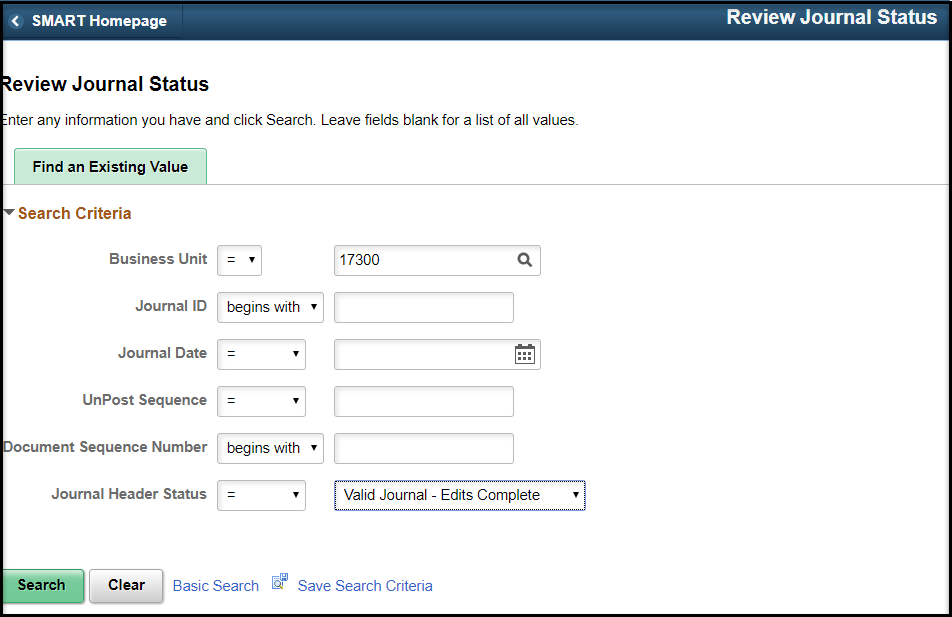 SMART Homepage
Review Journal Status
Review Journal Status
Enter any information you have and click Search. Leave fields blank for a list of all values.
Find an Existing Value
Search Criteria
Business Unit = 17300
Journal ID begins with
Journal Date =
UnPost Sequence =
Document Sequence Number begins with
Journal Header Status = Valid Journal - Edits Complete
Search Clear Basic Search Save Search Criteria